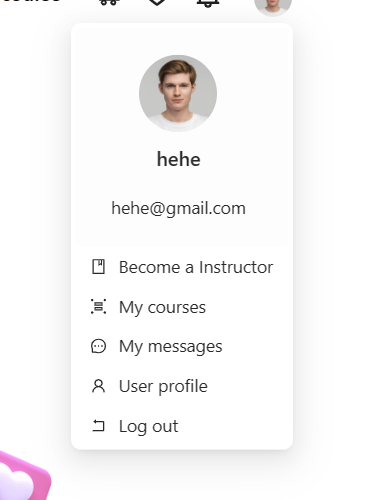 hehe
hehe@gmail.com
Become a Instructor
My courses
My messages
User profile
Log out